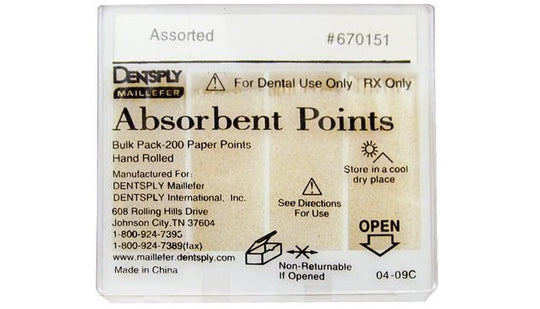 Assorted #670151
DENTSPLY
MAILLEFER
For Dental Use Only RX Only
Absorbent Points
Bulk Pack-200 Paper Points
Hand Rolled
Manufactured For:
DENTSPLY Maillefer
DENTSPLY International, Inc.
608 Rolling Hills Drive
Johnson City,TN 37604
1-800-924-7393
1-800-924-7389(fax)
www.maillefer.dentsply.com
Made in China
See Directions
For Use
Non-Returnable
If Opened
Store in a cool
dry place
OPEN
04-09C